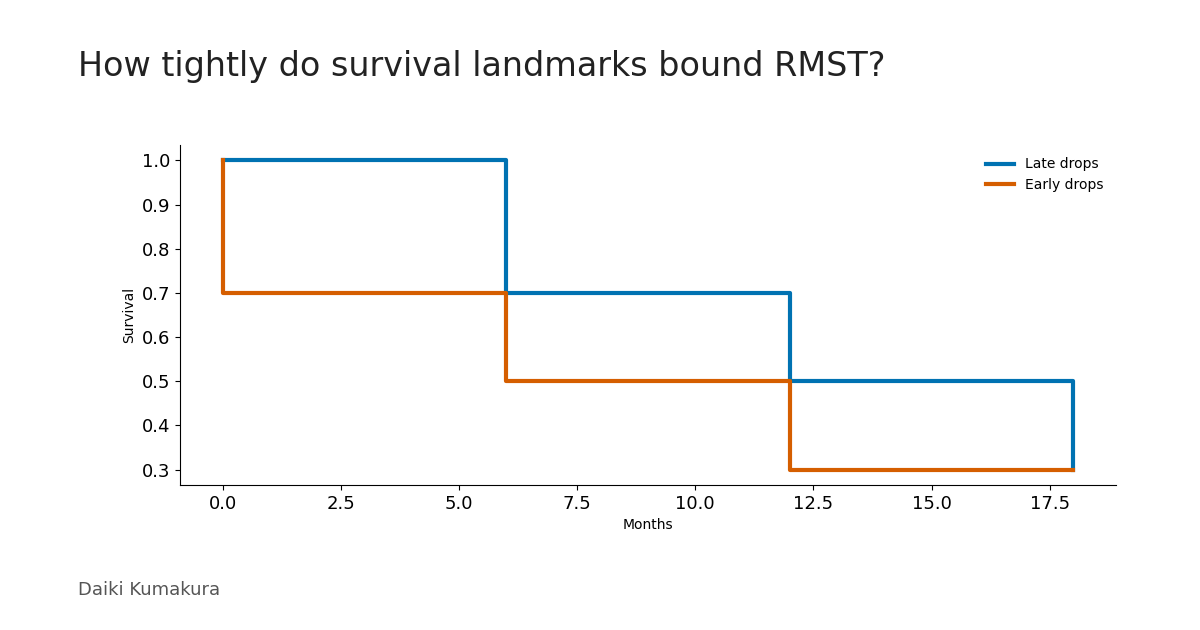 How tightly do survival landmarks bound RMST?
Late drops
Early drops
1.0
0.9
0.8
0.7
0.6
0.5
0.4
0.3
Survival
0.0 2.5 5.0 7.5 10.0 12.5 15.0 17.5
Months
Daiki Kumakura